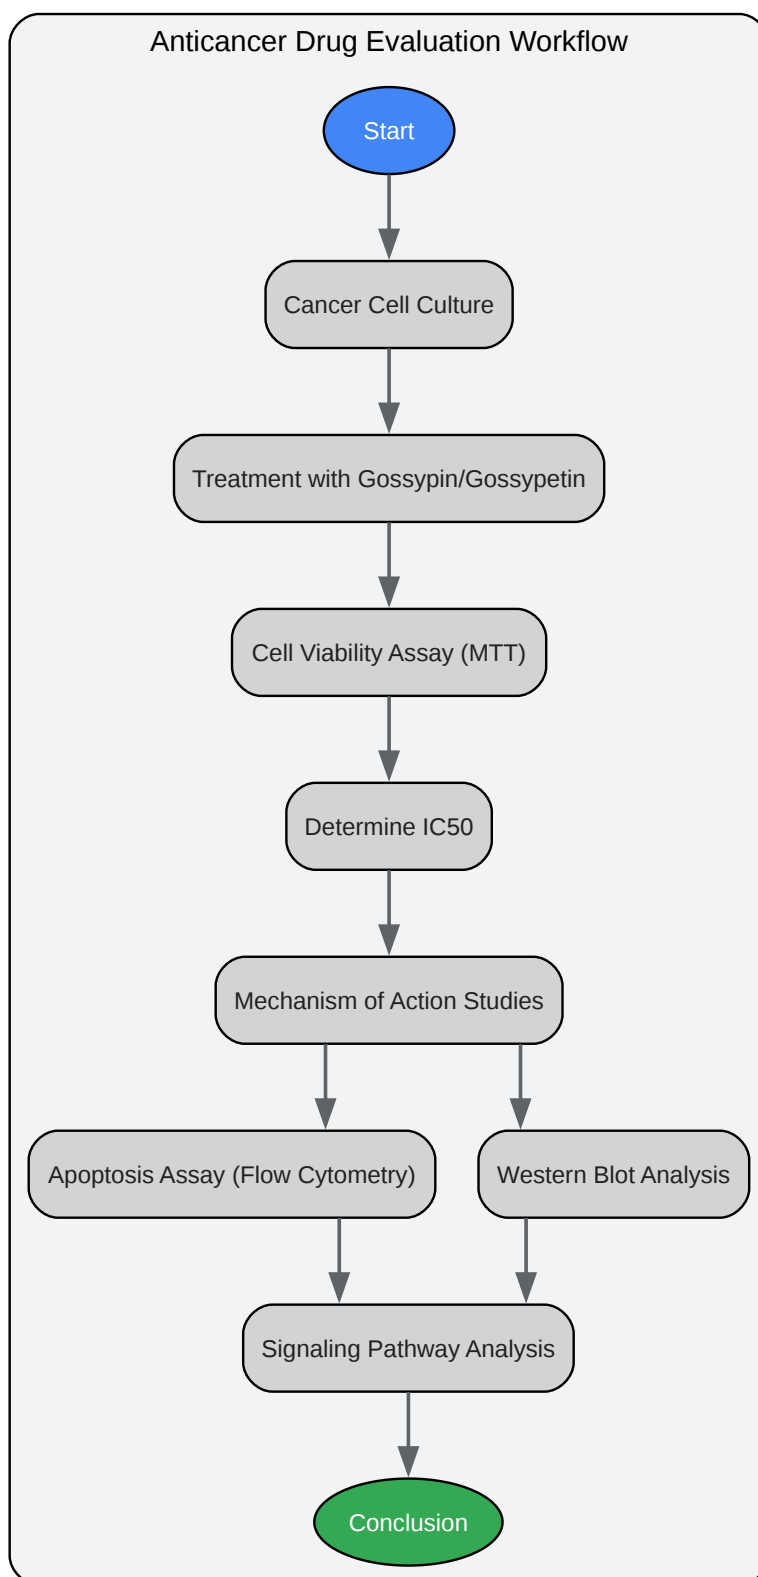 Anticancer Drug Evaluation Workflow
Start
Cancer Cell Culture
Treatment with Gossypin/Gossypetin
Cell Viability Assay (MTT)
Determine IC50
Mechanism of Action Studies
Apoptosis Assay (Flow Cytometry)
Western Blot Analysis
Signaling Pathway Analysis
Conclusion